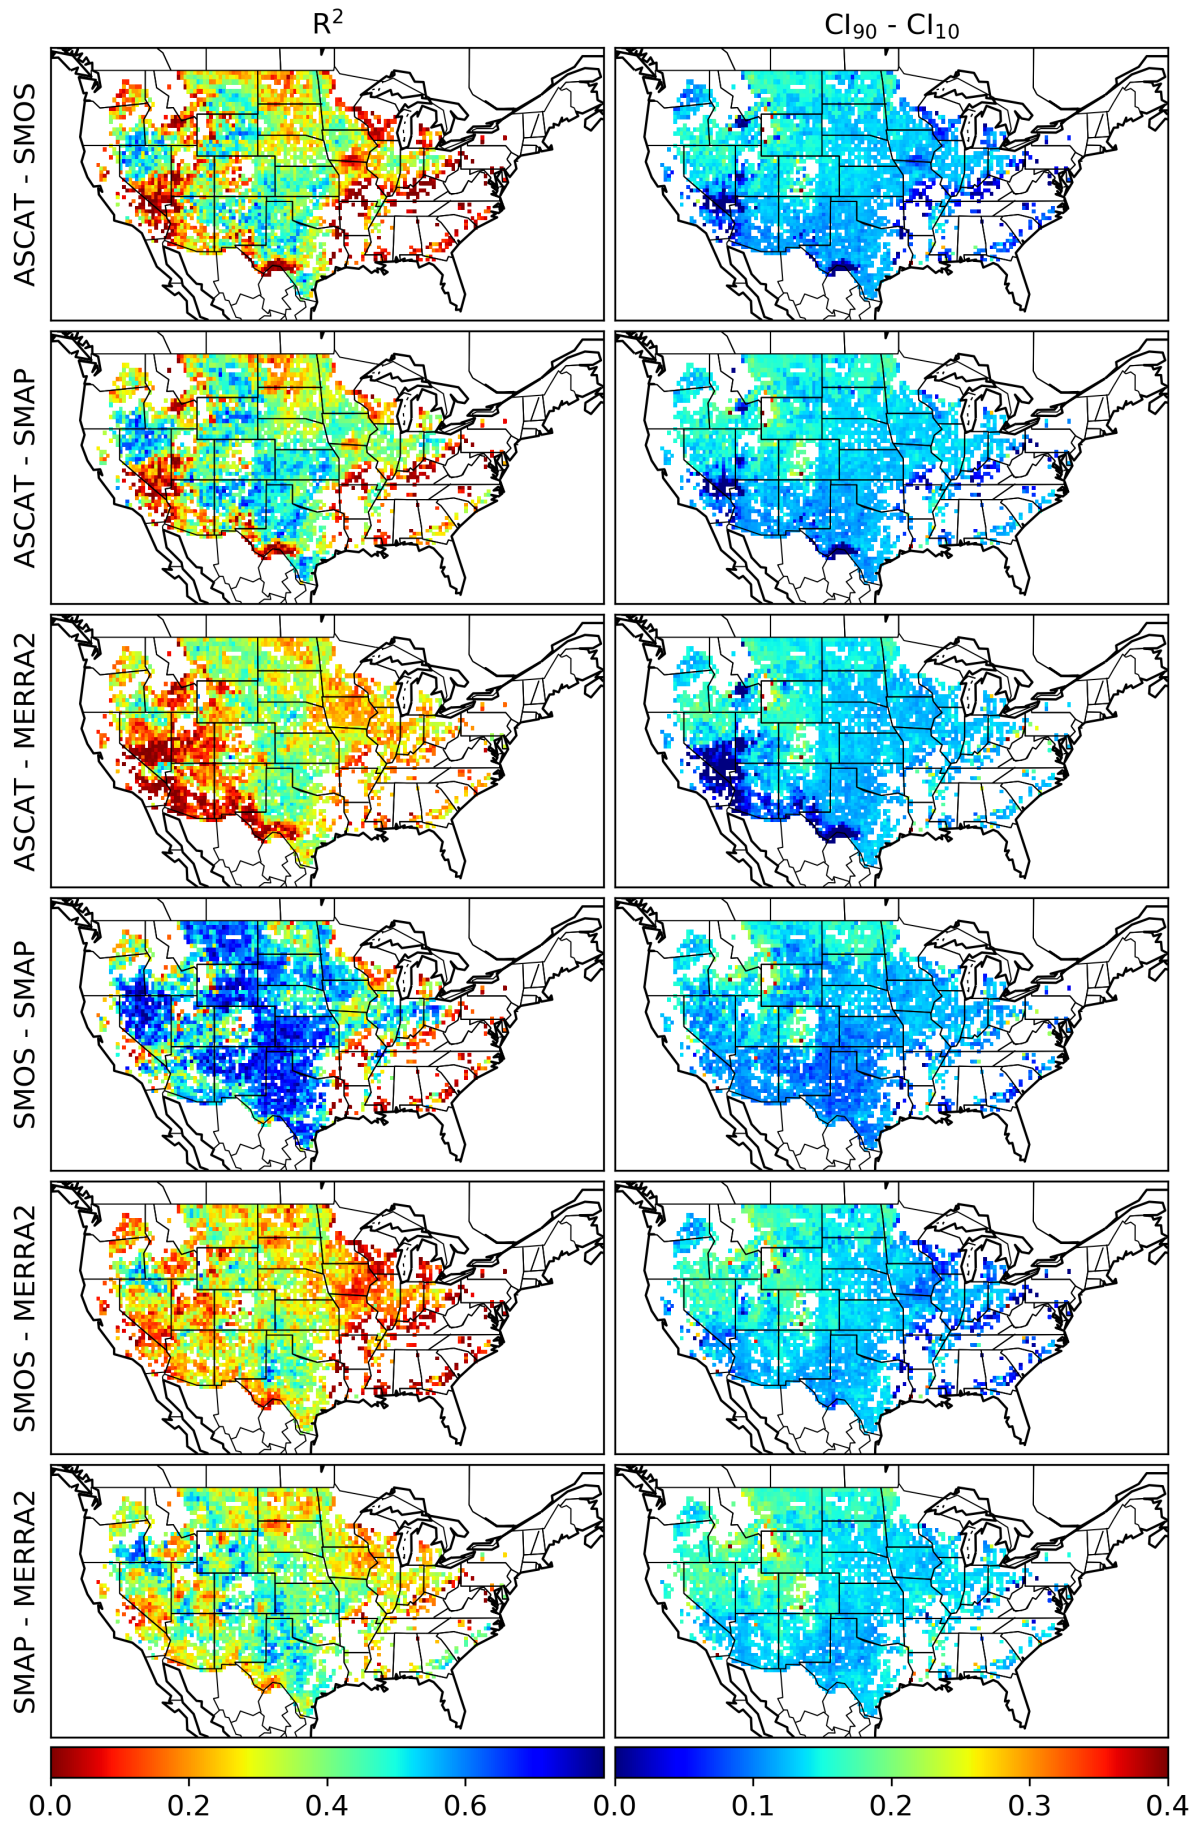 R² CI₉₀ - CI₁₀
ASCAT - SMOS
ASCAT - SMAP
ASCAT - MERRA2
SMOS - SMAP
SMOS - MERRA2
SMAP - MERRA2
0.0 0.2 0.4 0.6 0.0 0.1 0.2 0.3 0.4